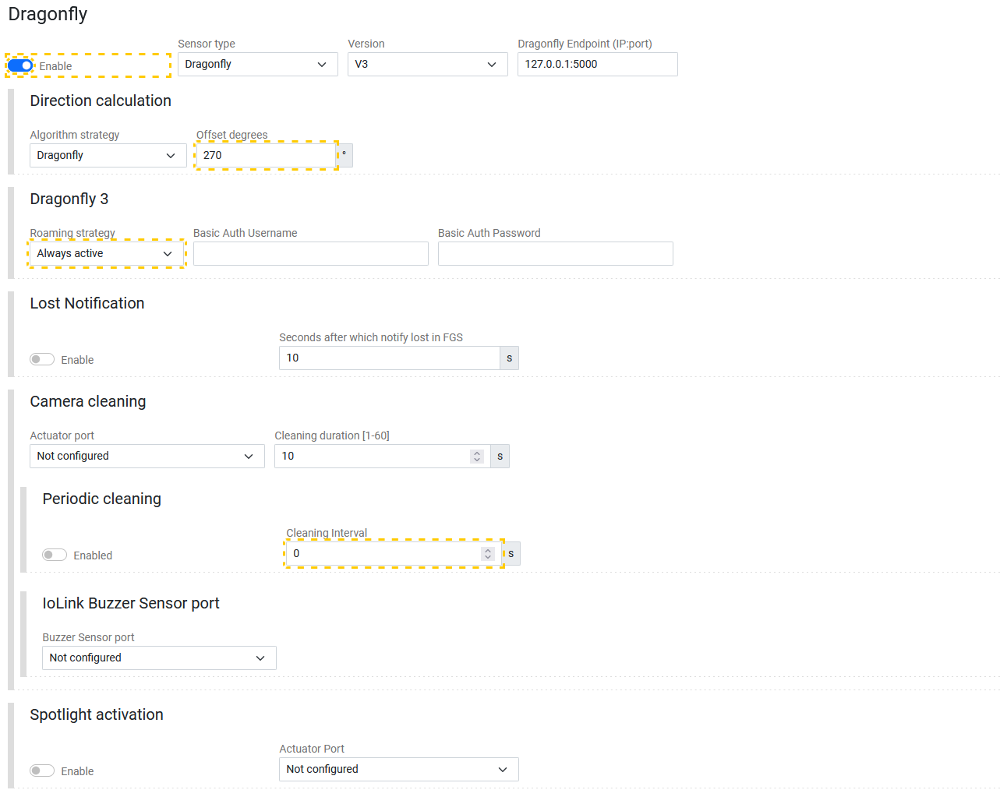 Dragonfly
Enable
Sensor type
Dragonfly
Version
V3
Dragonfly Endpoint (IP:port)
127.0.0.1:5000
Direction calculation
Algorithm strategy
Dragonfly
Offset degrees
270 °
Dragonfly 3
Roaming strategy
Always active
Basic Auth Username
Basic Auth Password
Lost Notification
Enable
Seconds after which notify lost in FGS
10 s
Camera cleaning
Actuator port
Not configured
Cleaning duration [1-60]
10 s
Periodic cleaning
Enabled
Cleaning Interval
0 s
IoLink Buzzer Sensor port
Buzzer Sensor port
Not configured
Spotlight activation
Enable
Actuator Port
Not configured